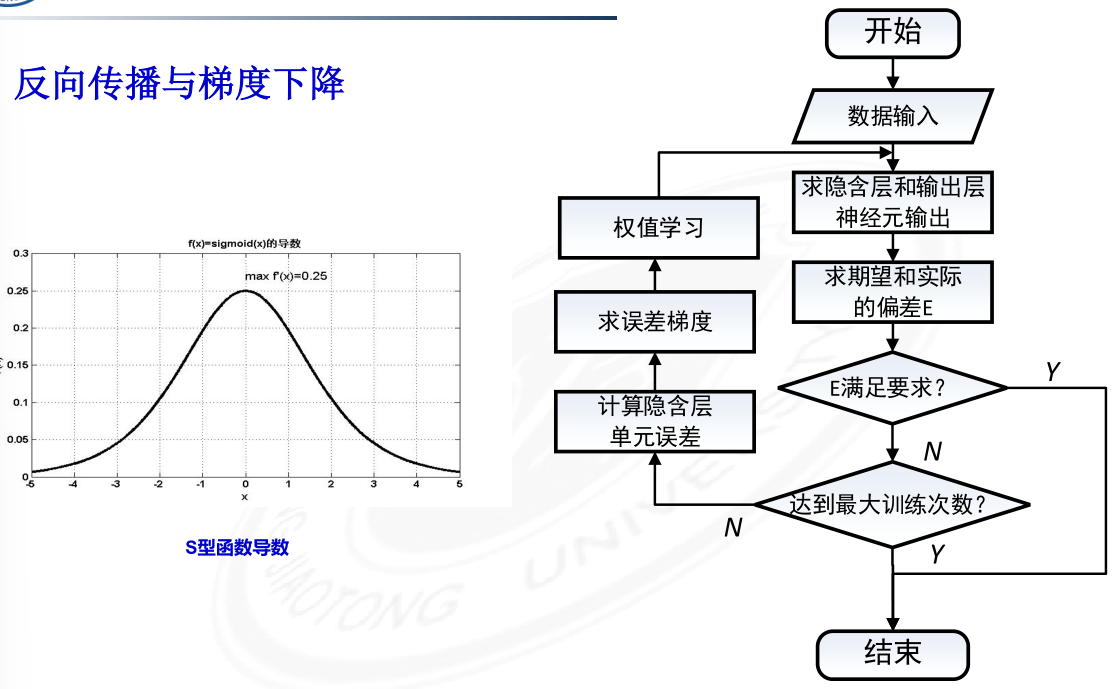 反向传播与梯度下降
f(x)=sigmoid(x)的导数
max f'(x)=0.25
0.3
0.25
0.2
0.15
0.1
0.05
0
-5 -4 -3 -2 -1 0 1 2 3 4 5
x
S型函数导数
开始
数据输入
求隐含层和输出层
神经元输出
求期望和实际
的偏差E
E满足要求?
Y
N
达到最大训练次数?
N
Y
计算隐含层
单元误差
求误差梯度
权值学习
结束
JIAOTONG UNIVE